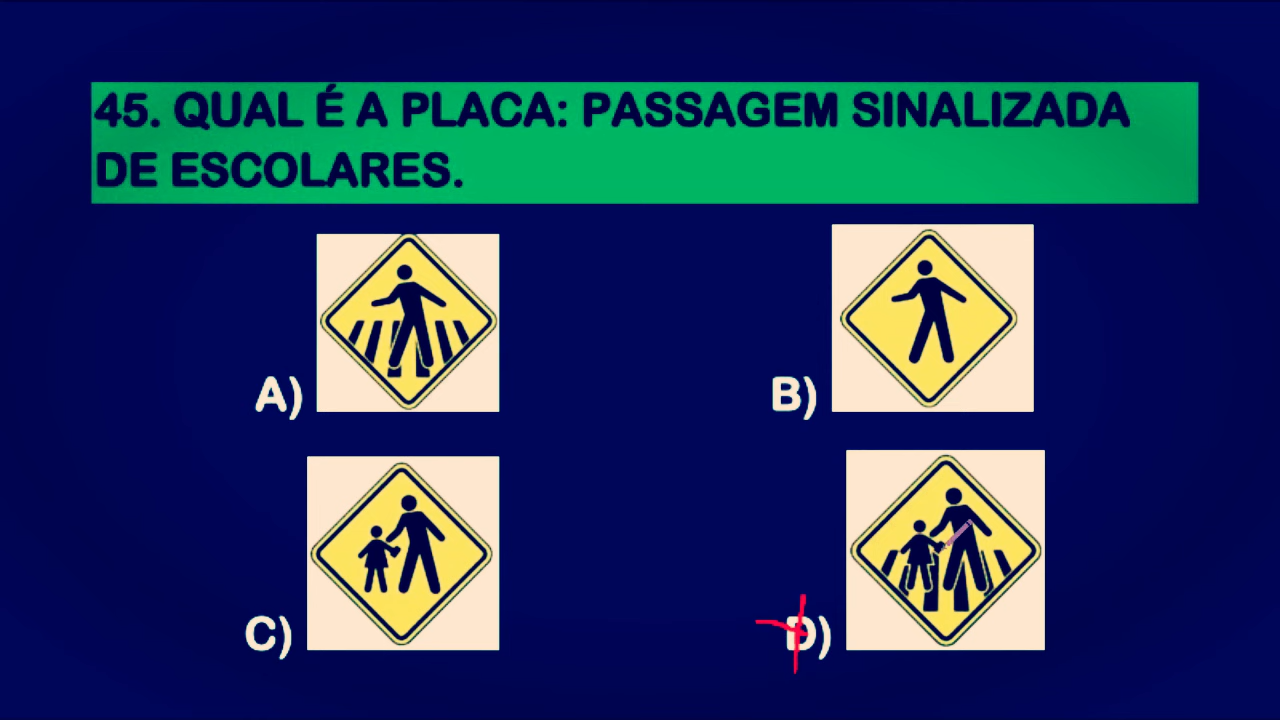 45. QUAL É A PLACA: PASSAGEM SINALIZADA
DE ESCOLARES.
A)
B)
C)
D)